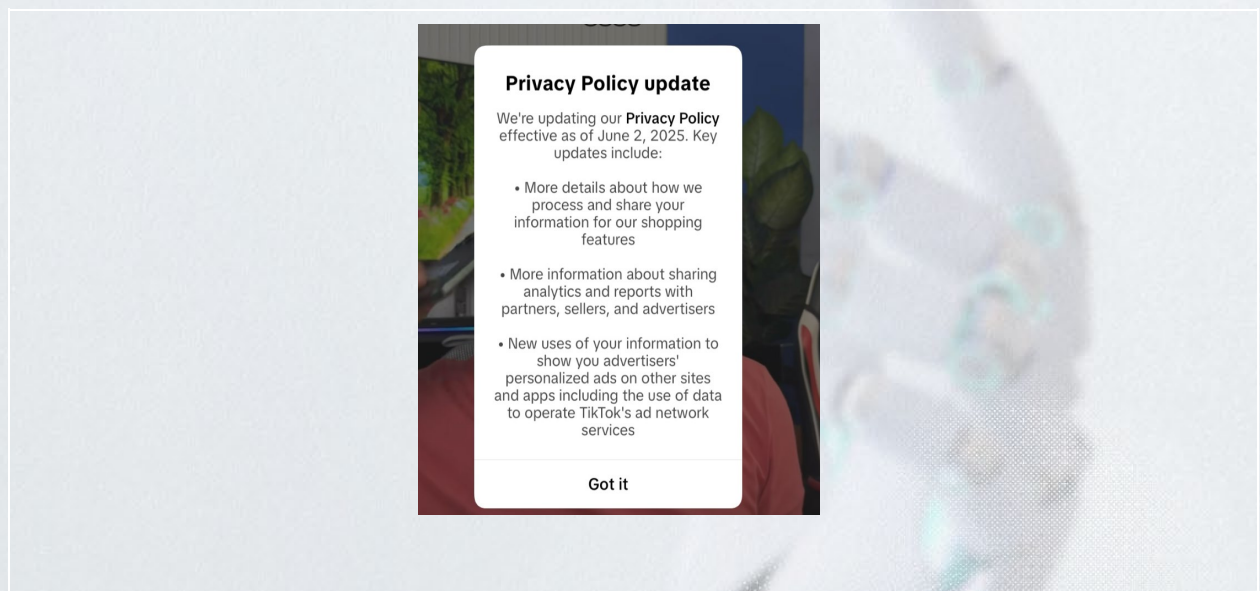 Privacy Policy update
We're updating our Privacy Policy
effective as of June 2, 2025. Key
updates include:
• More details about how we
process and share your
information for our shopping
features
• More information about sharing
analytics and reports with
partners, sellers, and advertisers
• New uses of your information to
show you advertisers'
personalized ads on other sites
and apps including the use of data
to operate TikTok's ad network
services
Got it